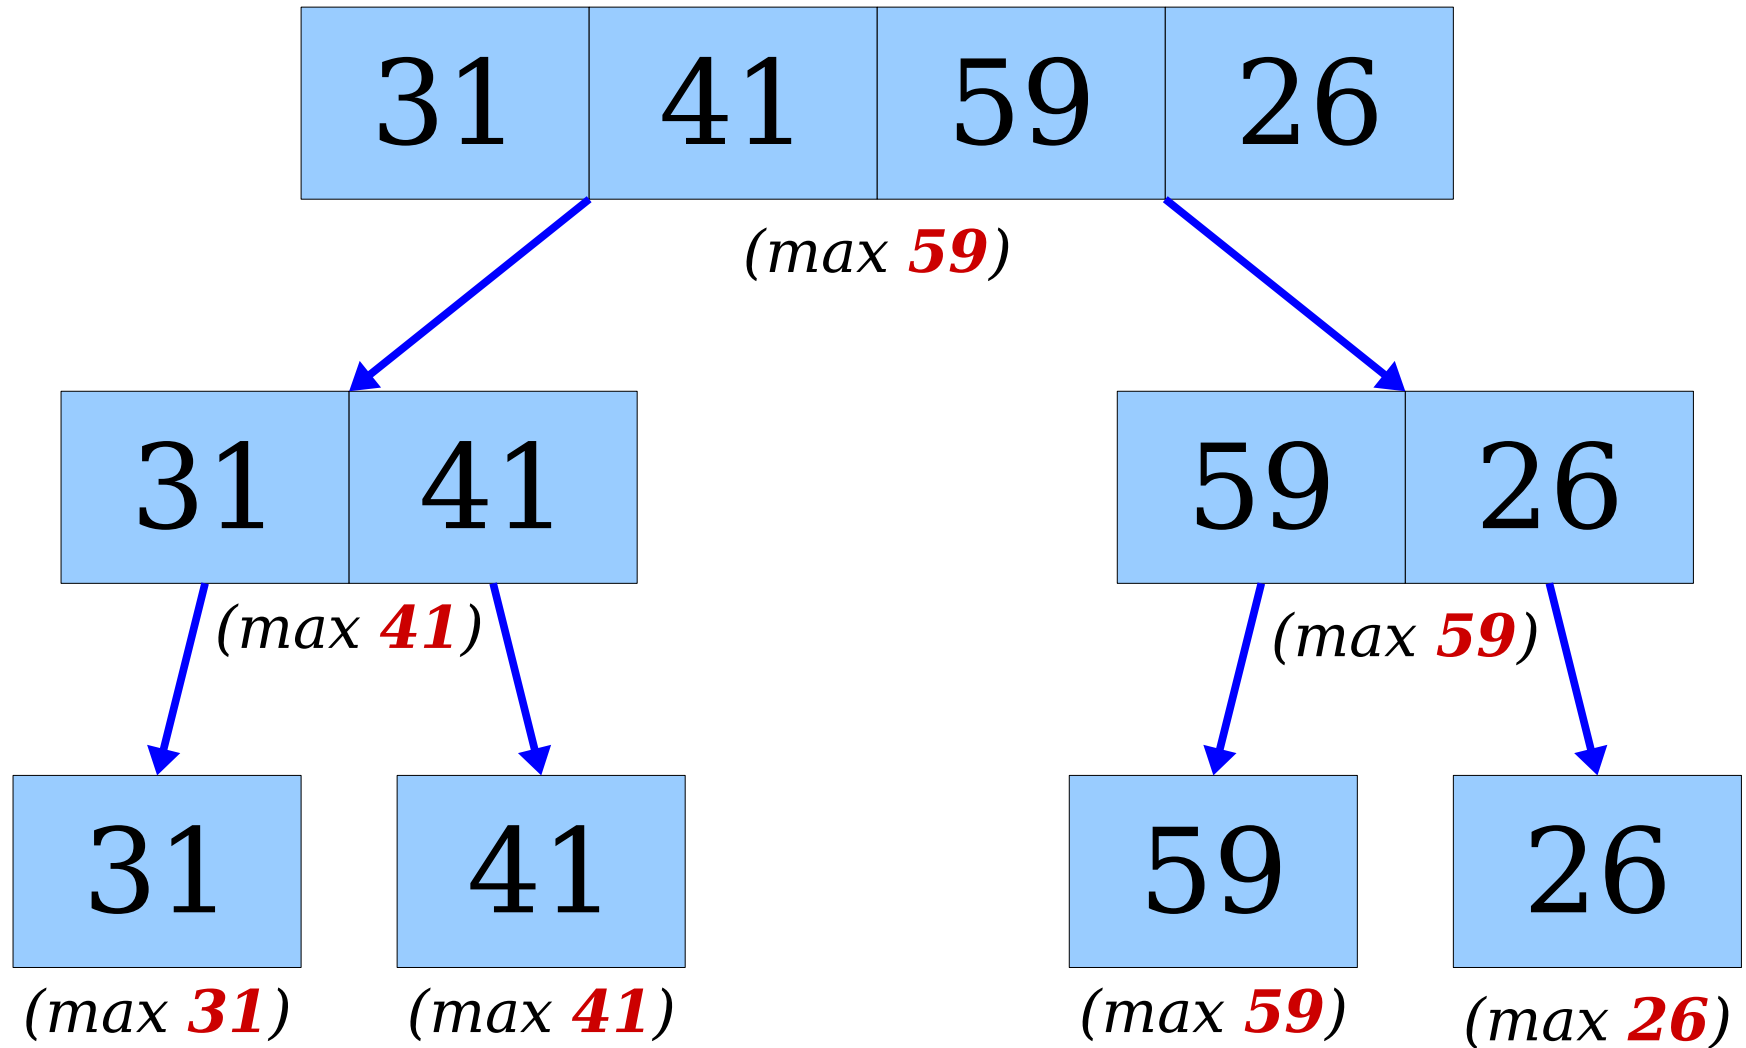 31 41 59 26
(max 59)
31 41
59 26
(max 41)
(max 59)
31
41
59
26
(max 31)
(max 41)
(max 59)
(max 26)